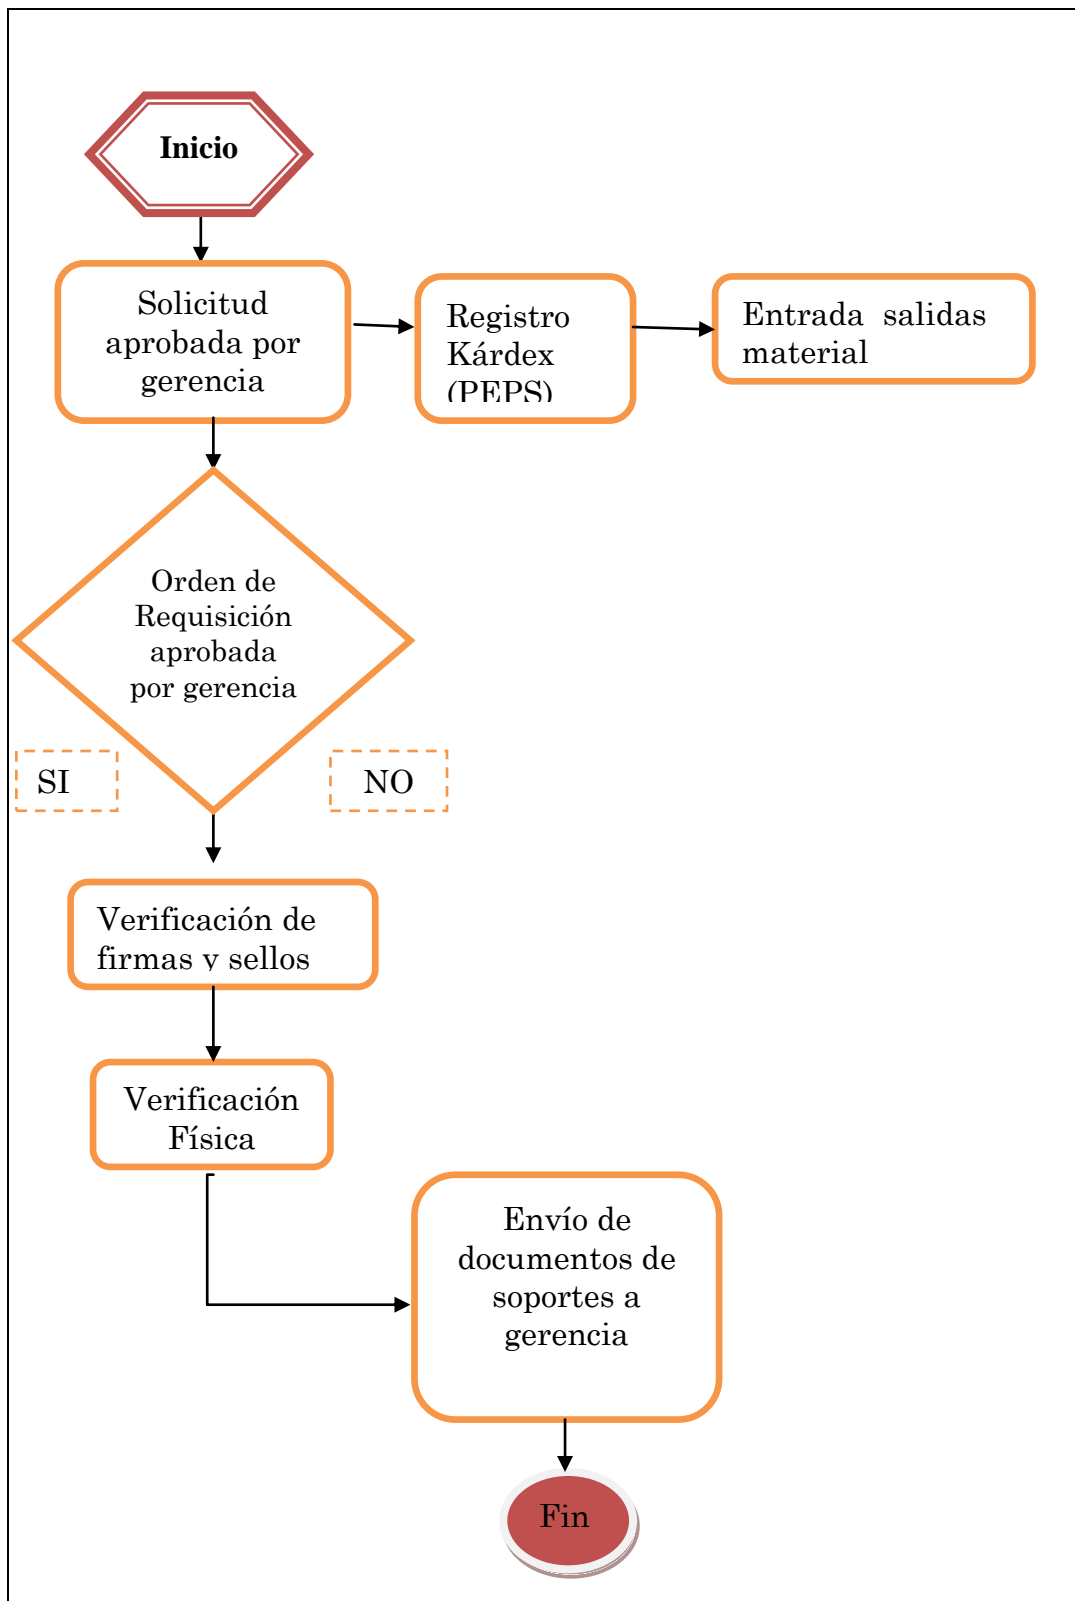 Inicio
Solicitud
aprobada por
gerencia
Registro
Kárdex
(PEPS)
Entrada salidas
material
Orden de
Requisición
aprobada
por gerencia
SI
NO
Verificación de
firmas y sellos
Verificación
Física
Envío de
documentos de
soportes a
gerencia
Fin